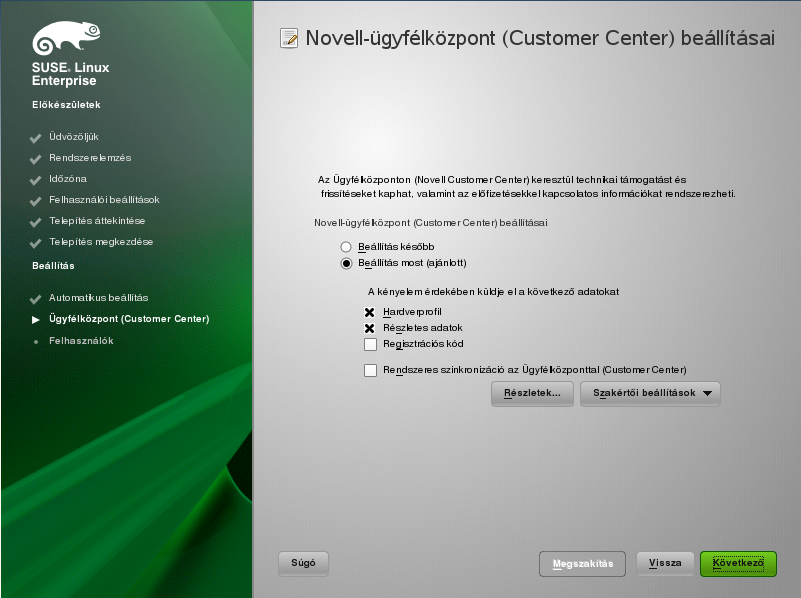 SUSE. Linux
Enterprise
Előkészületek
Üdvözöljük
Rendszerelemzés
Időzóna
Felhasználói beállítások
Telepítés áttekintése
Telepítés megkezdése
Beállítás
Automatikus beállítás
Ügyfélközpont (Customer Center)
Felhasználók
Novell-ügyfélközpont (Customer Center) beállításai
Az Ügyfélközponton (Novell Customer Center) keresztül technikai támogatást és
frissítéseket kaphat, valamint az előfizetésekkel kapcsolatos információkat rendszerezheti.
Novell-ügyfélközpont (Customer Center) beállításai
Beállítás később
Beállítás most (ajánlott)
A kényelem érdekében küldje el a következő adatokat
Hardverprofil
Részletes adatok
Regisztrációs kód
Rendszeres szinkronizáció az Ügyfélközponttal (Customer Center)
Részletek... Szakértői beállítások
Súgó Megszakítás Vissza Következő